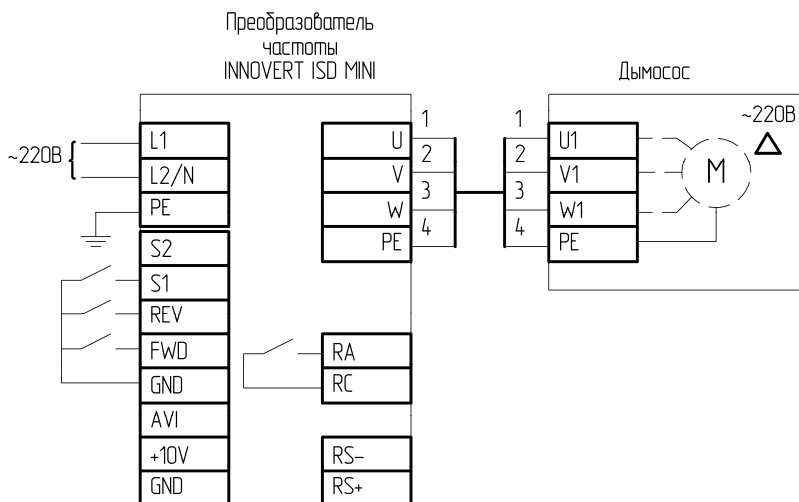 Преобразователь
частоты
INNOVERT ISD MINI
Дымосос
~220В
L1
L2/N
PE
S2
S1
REV
FWD
GND
AVI
+10V
GND
U
V
W
PE
1
2
3
4
RA
RC
RS-
RS+
1
2
3
4
U1
V1
W1
PE
M
~220В